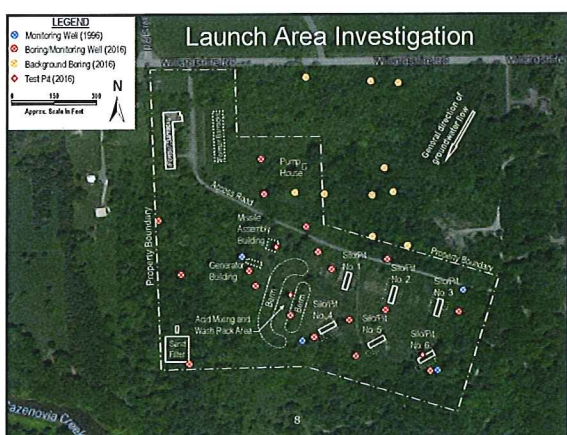 LEGEND
Monitoring Well (1996)
Boring/Monitoring Well (2016)
Background Boring (2016)
Test Pit (2016)
N
0 150 300
Approx. Scale In Feet
Launch Area Investigation
General direction of
groundwater flow
Pump
House
Access Road
Property Boundary
Missile
Assembly
Building
Generator
Building
Berm
Berm
Acid Mixing and
Wash Rack Area
Silo/Pit
No. 1
Silo/Pit
No. 2
Silo/Pit
No. 3
Silo/Pit
No. 4
Silo/Pit
No. 5
Silo/Pit
No. 6
Property Boundary
Sand
Filter
8